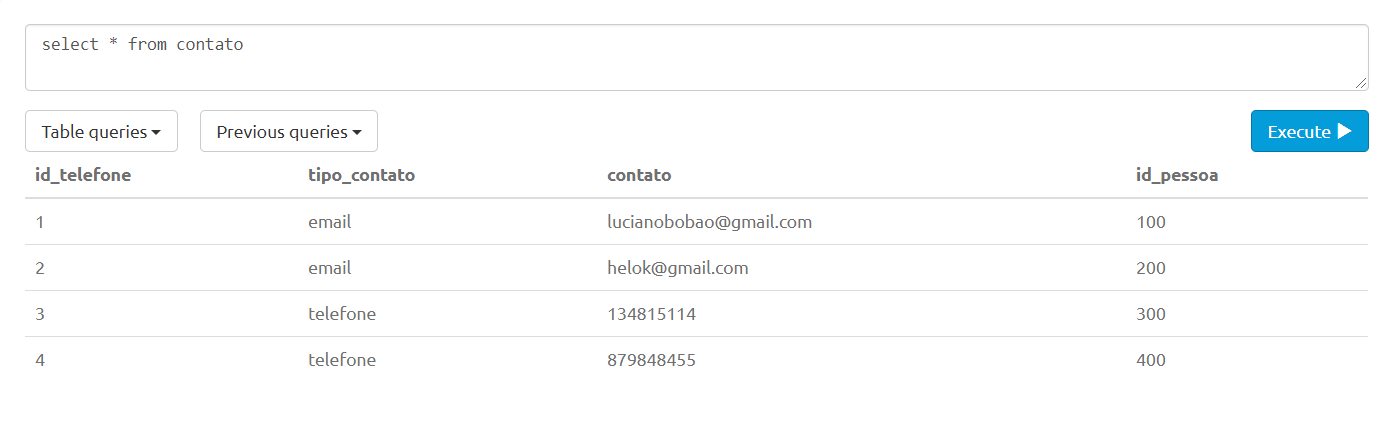 select * from contato
Table queries Previous queries Execute
id_telefone tipo_contato contato id_pessoa
1 email lucianobobao@gmail.com 100
2 email helok@gmail.com 200
3 telefone 134815114 300
4 telefone 879848455 400